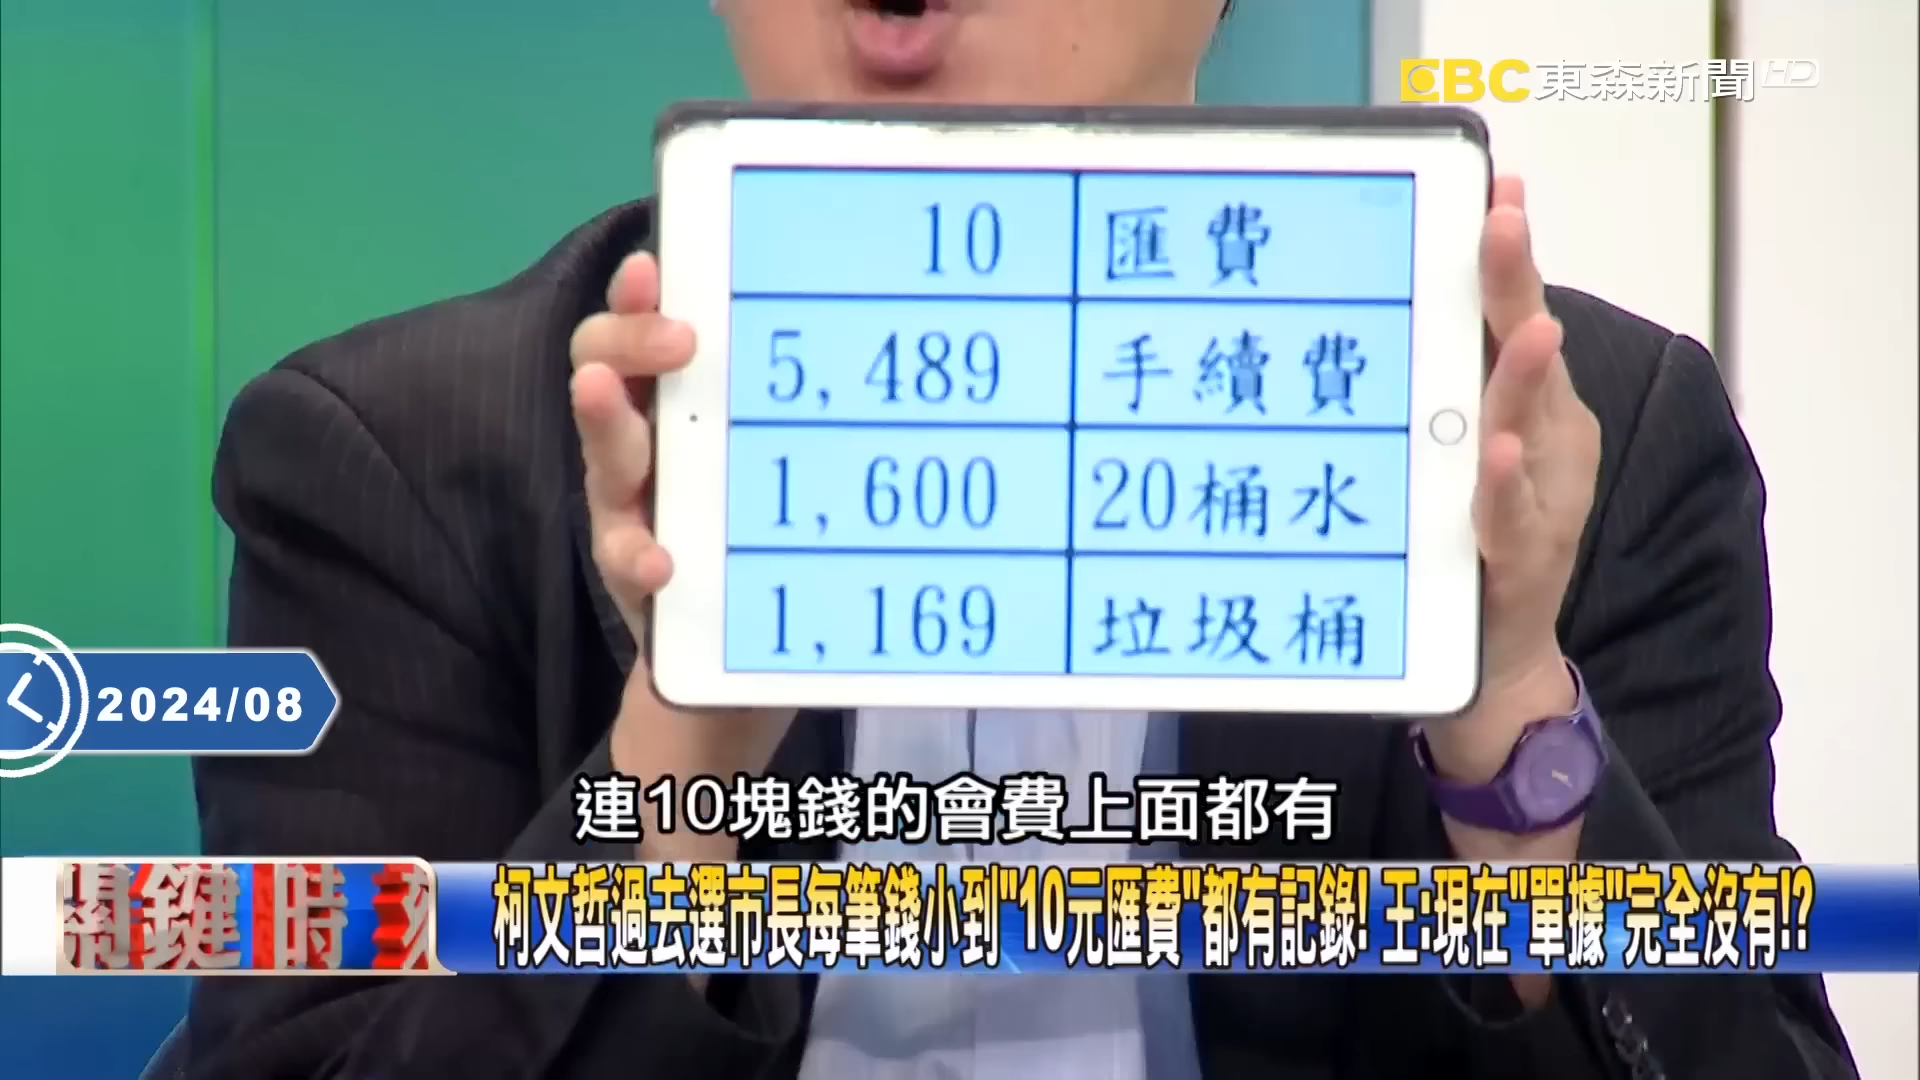 EBC東森新聞HD
10 匯費
5,489 手續費
1,600 20桶水
1,169 垃圾桶
2024/08
連10塊錢的會費上面都有
關鍵時刻
柯文哲過去選市長每筆錢小到"10元匯費"都有記錄! 王:現在"單據"完全沒有!?